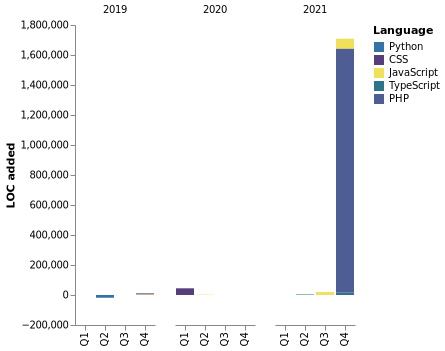 2019 2020 2021
Language
Python
CSS
JavaScript
TypeScript
PHP
LOC added
1,800,000
1,600,000
1,400,000
1,200,000
1,000,000
800,000
600,000
400,000
200,000
0
−200,000
Q1 Q2 Q3 Q4 Q1 Q2 Q3 Q4 Q1 Q2 Q3 Q4